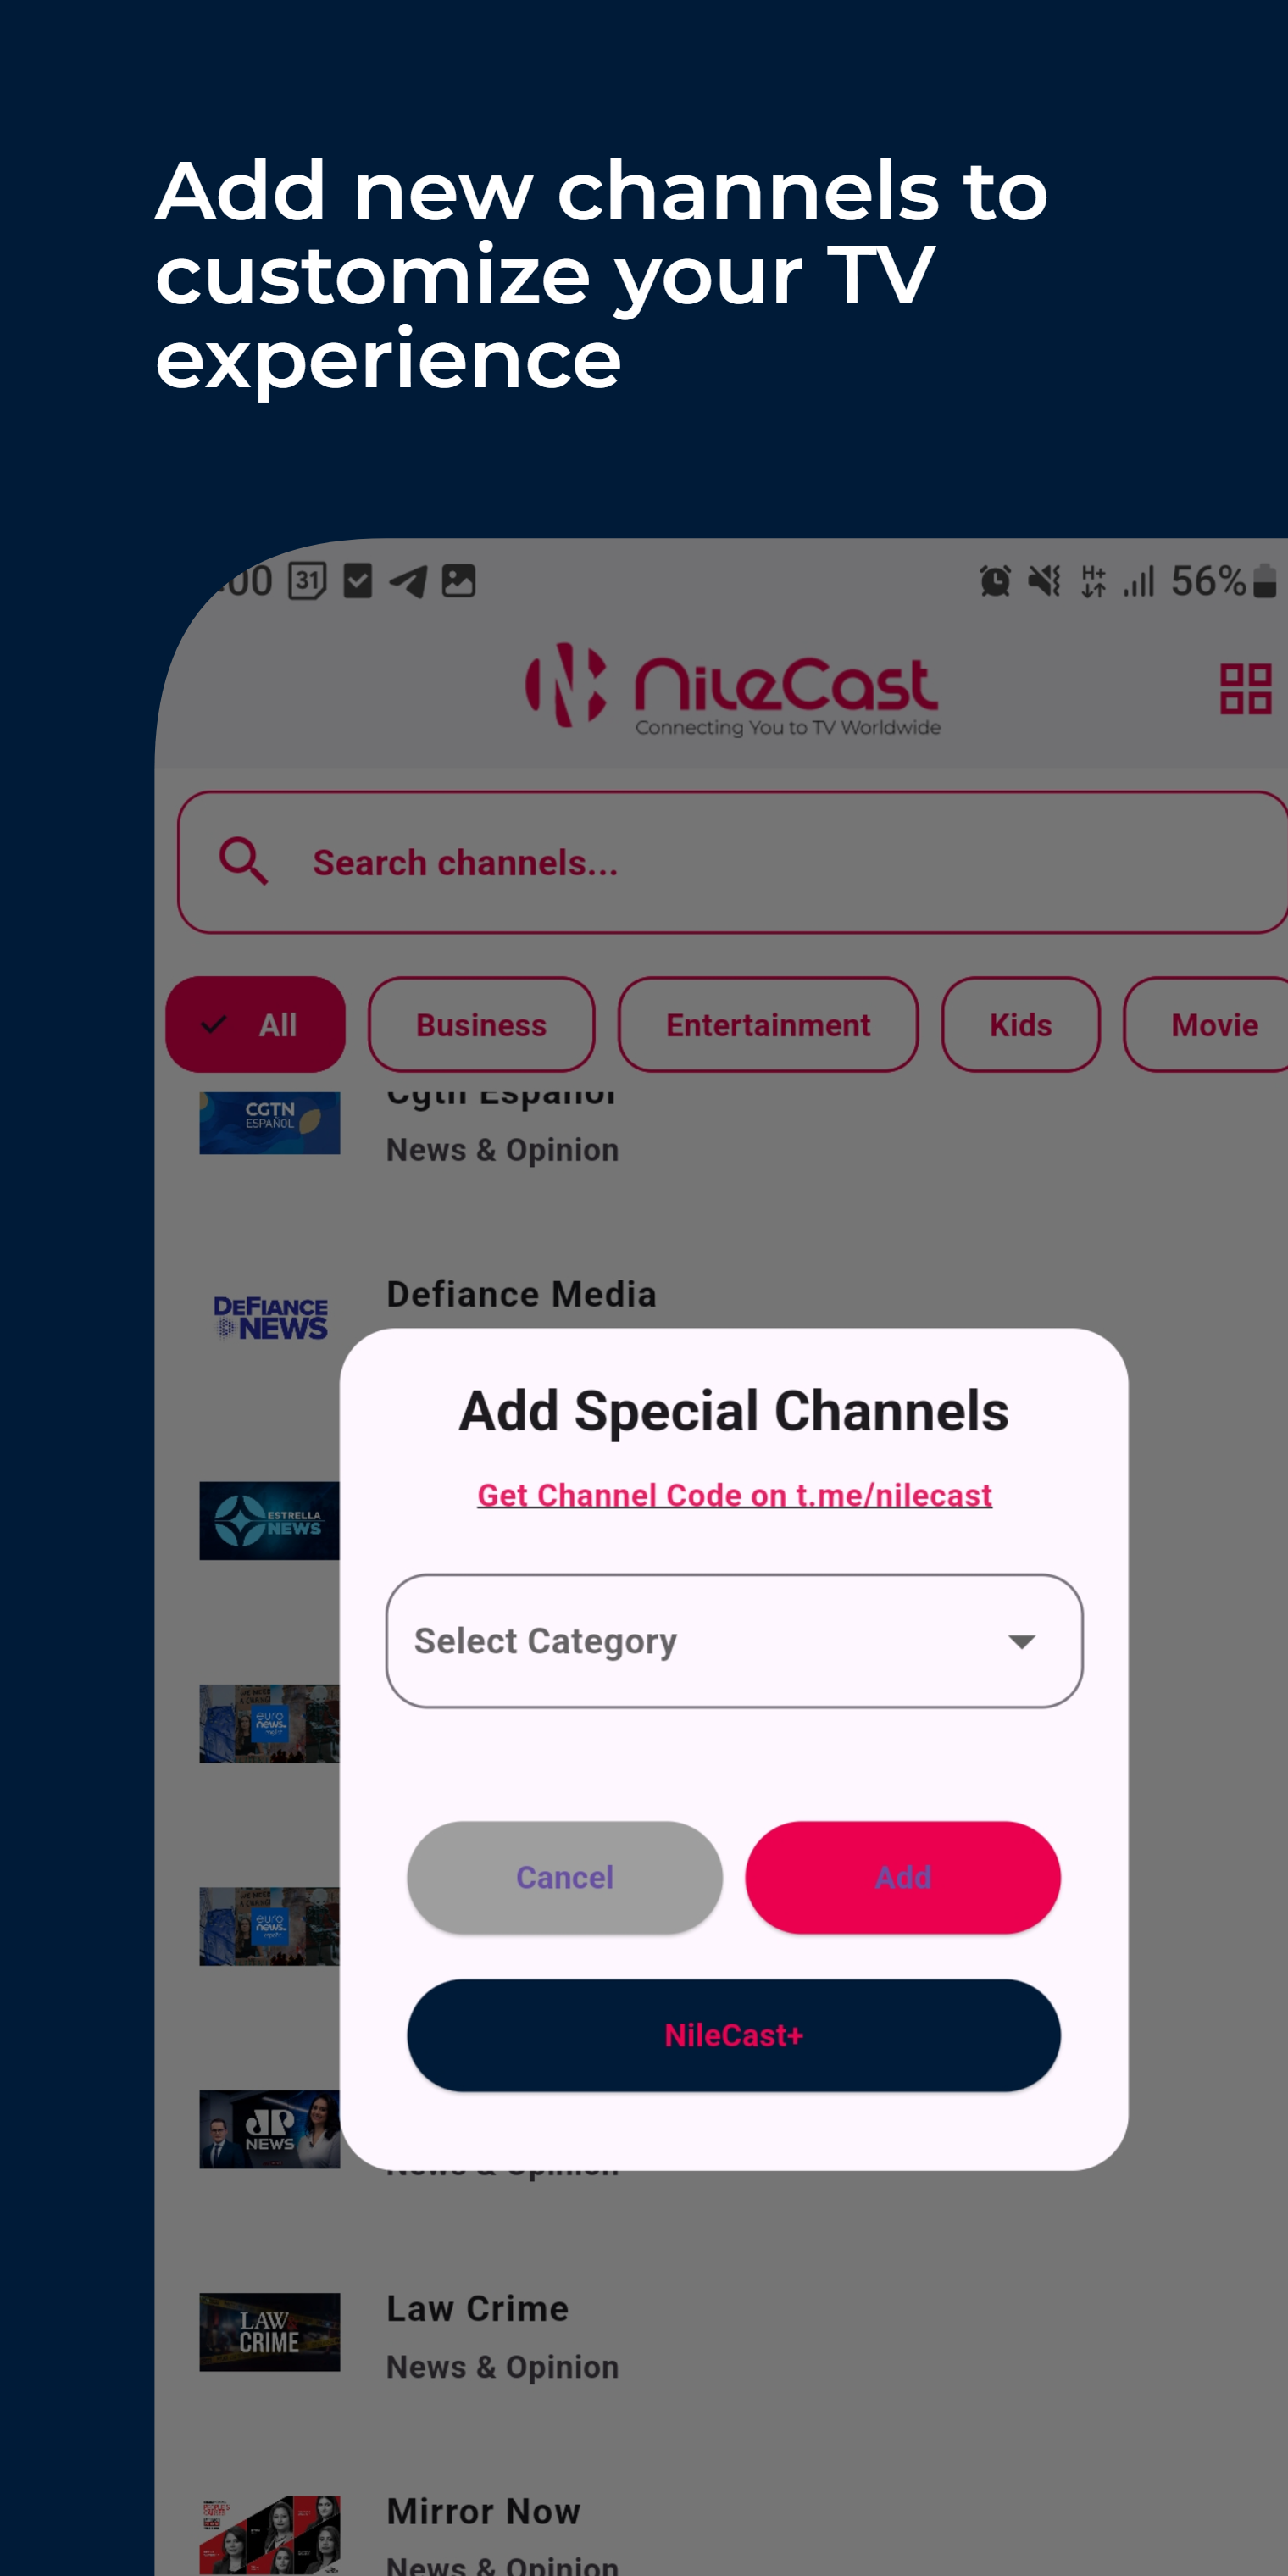 Add new channels to
customize your TV
experience
:00 31 H+ 56%
NileCast
Connecting You to TV Worldwide
Search channels...
All Business Entertainment Kids Movie
CGTN
ESPAÑOL
Cgtn Espanol
News & Opinion
DEFIANCE
NEWS
Defiance Media
Add Special Channels
Get Channel Code on t.me/nilecast
ESTRELLA
NEWS
Select Category
euro
news.
euro
news.
Cancel Add
NileCast+
JP
NEWS
News & Opinion
LAW&
CRIME
Law Crime
News & Opinion
Mirror Now
News & Opinion